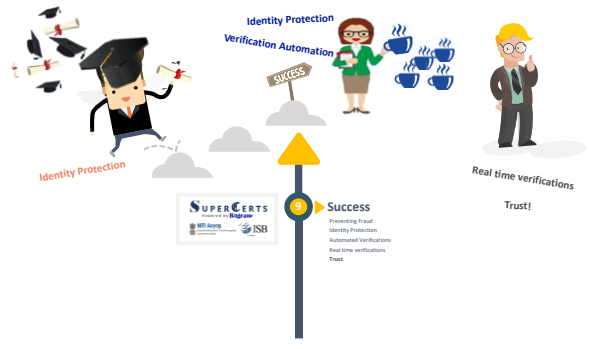 Identity Protection
Verification Automation
SUCCESS
Identity Protection
Real time verifications
Trust!
SUPERCERTS
Powered by Bitgram
NITI Aayog
ISB
9
Success
Preventing Fraud
Identity Protection
Automated Verifications
Real time verifications
Trust.